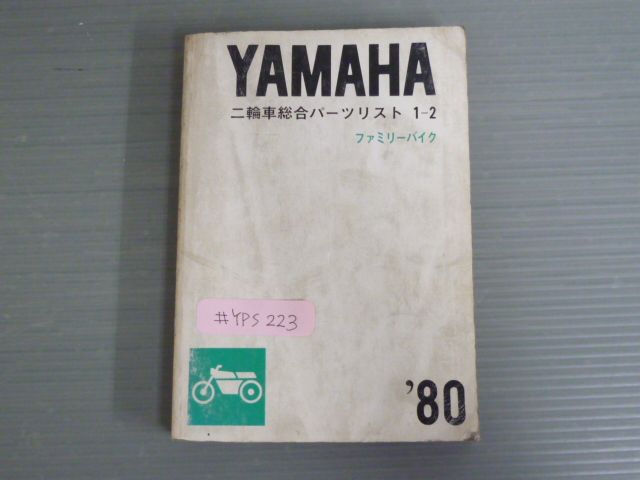 YAMAHA
二輪車総合パーツリスト 1-2
ファミリーバイク
#YPS 223
'80